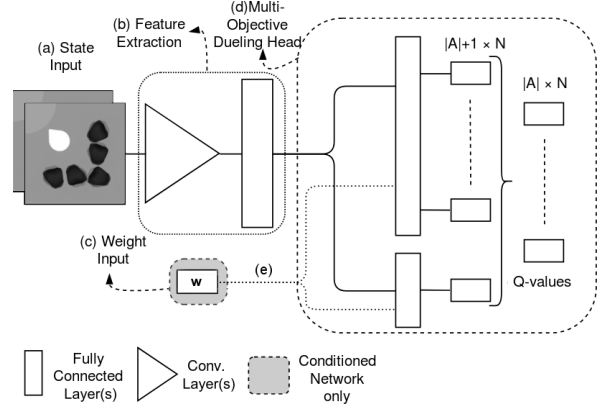 (a) State
Input
(b) Feature
Extraction
(d)Multi-
Objective
Dueling Head
|A|+1 × N
|A| × N
(c) Weight
Input
w
(e)
Q-values
Fully
Connected
Layer(s)
Conv.
Layer(s)
Conditioned
Network
only